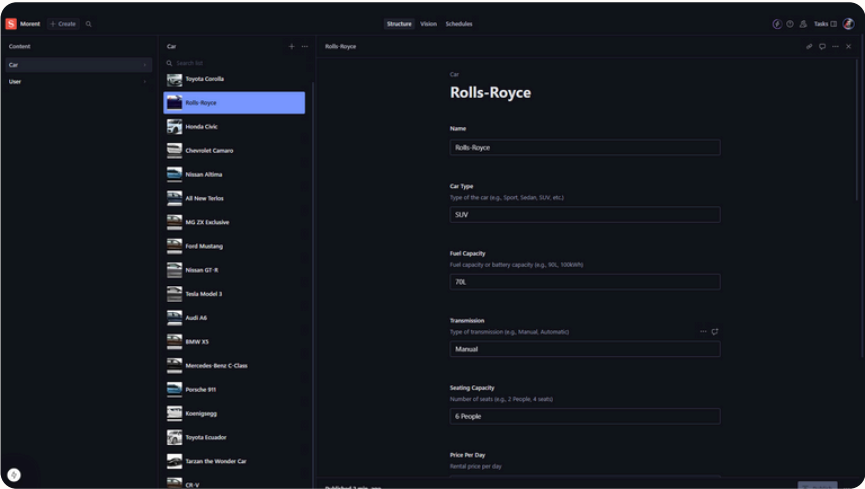 S Morent + Create Structure Vision Schedules Tasks
Content
Car
User
Car
Search list
Toyota Corolla
Rolls-Royce
Honda Civic
Chevrolet Camaro
Nissan Altima
All New Terios
MG ZX Exclusive
Ford Mustang
Nissan GT-R
Tesla Model 3
Audi A6
BMW X5
Mercedes-Benz C-Class
Porsche 911
Koenigsegg
Toyota Ecuador
Tarzan the Wonder Car
CR-V
Rolls-Royce
Car
Rolls-Royce
Name
Rolls-Royce
Car Type
Type of the car (e.g., Sport, Sedan, SUV, etc.)
SUV
Fuel Capacity
Fuel capacity or battery capacity (e.g., 90L, 100kWh)
70L
Transmission
Type of transmission (e.g., Manual, Automatic)
Manual
Seating Capacity
Number of seats (e.g., 2 People, 4 seats)
6 People
Price Per Day
Rental price per day
Published 2 min. ago